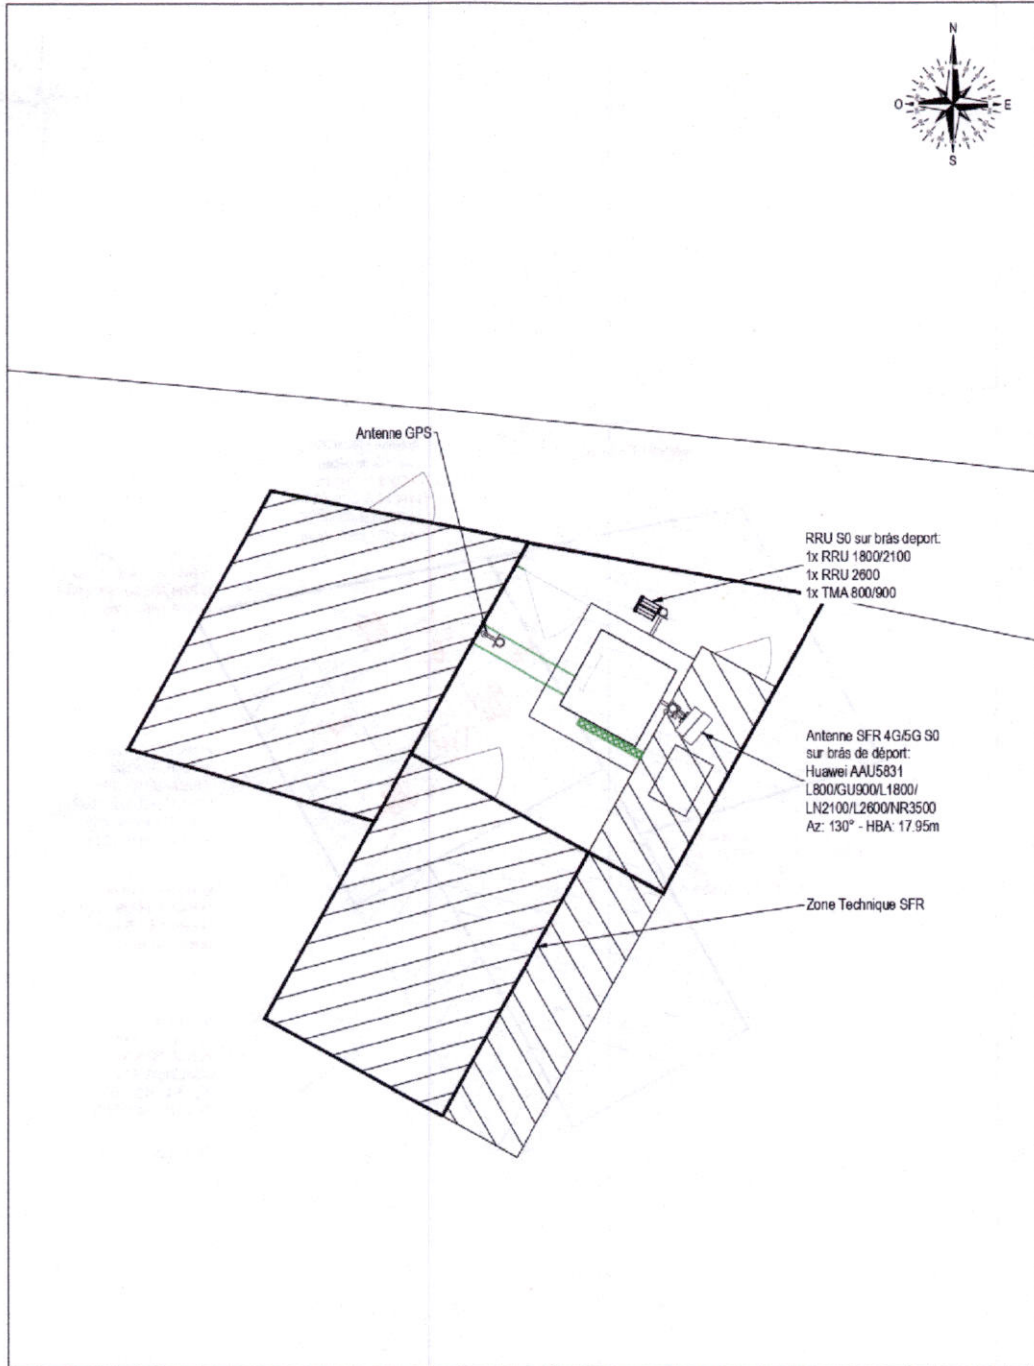 N
O
E
S
Antenne GPS
RRU S0 sur brás deport:
1x RRU 1800/2100
1x RRU 2600
1x TMA 800/900
Antenne SFR 4G/5G S0
sur brás de déport:
Huawei AAU5831
L800/GU900/L1800/
LN2100/L2600/NR3500
Az: 130° - HBA: 17.95m
Zone Technique SFR